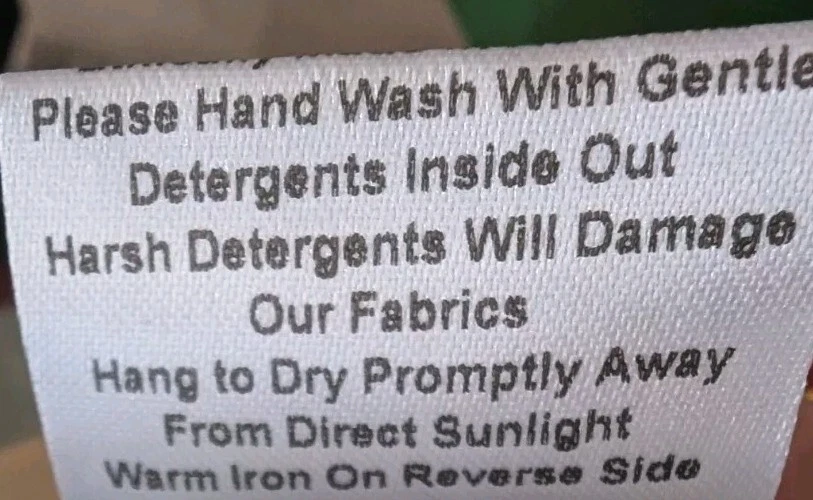 Please Hand Wash With Gentle
Detergents Inside Out
Harsh Detergents Will Damage
Our Fabrics
Hang to Dry Promptly Away
From Direct Sunlight
Warm Iron On Reverse Side